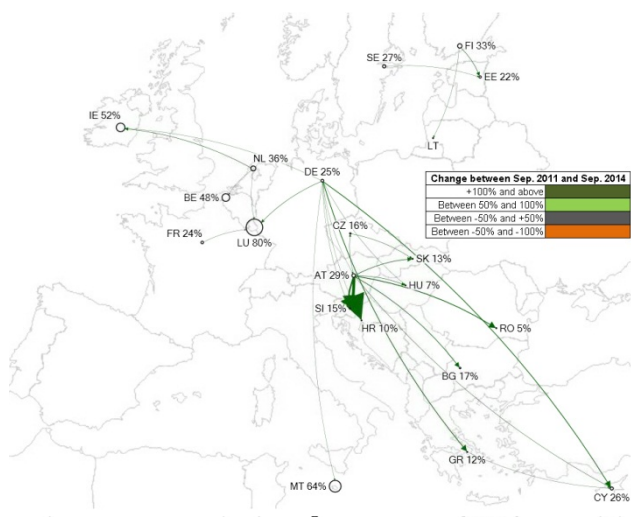 SE 27%
FI 33%
EE 22%
IE 52%
LT
NL 36%
DE 25%
BE 48%
Change between Sep. 2011 and Sep. 2014
+100% and above
Between 50% and 100%
Between -50% and +50%
Between -50% and -100%
FR 24%
LU 80%
CZ 16%
SK 13%
AT 29%
HU 7%
SI 15%
HR 10%
RO 5%
BG 17%
GR 12%
MT 64%
CY 26%